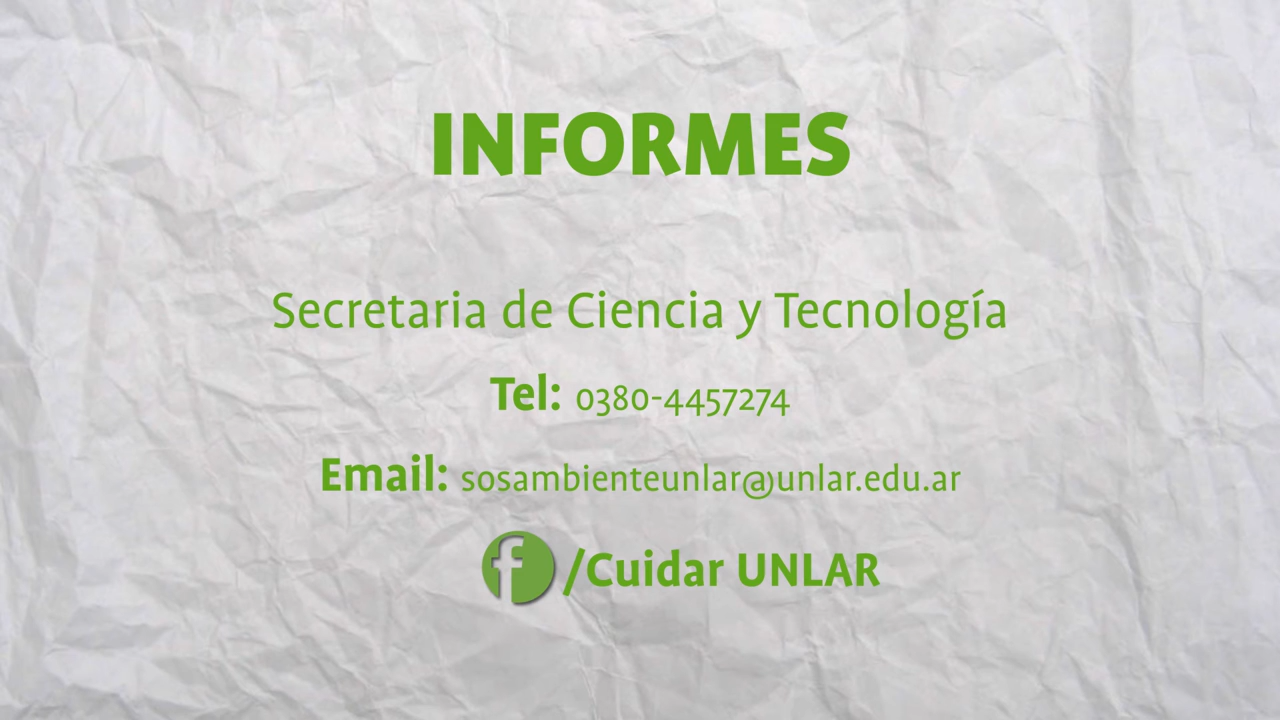 INFORMES
Secretaria de Ciencia y Tecnología
Tel: 0380-4457274
Email: sosambienteunlar@unlar.edu.ar
f /Cuidar UNLAR